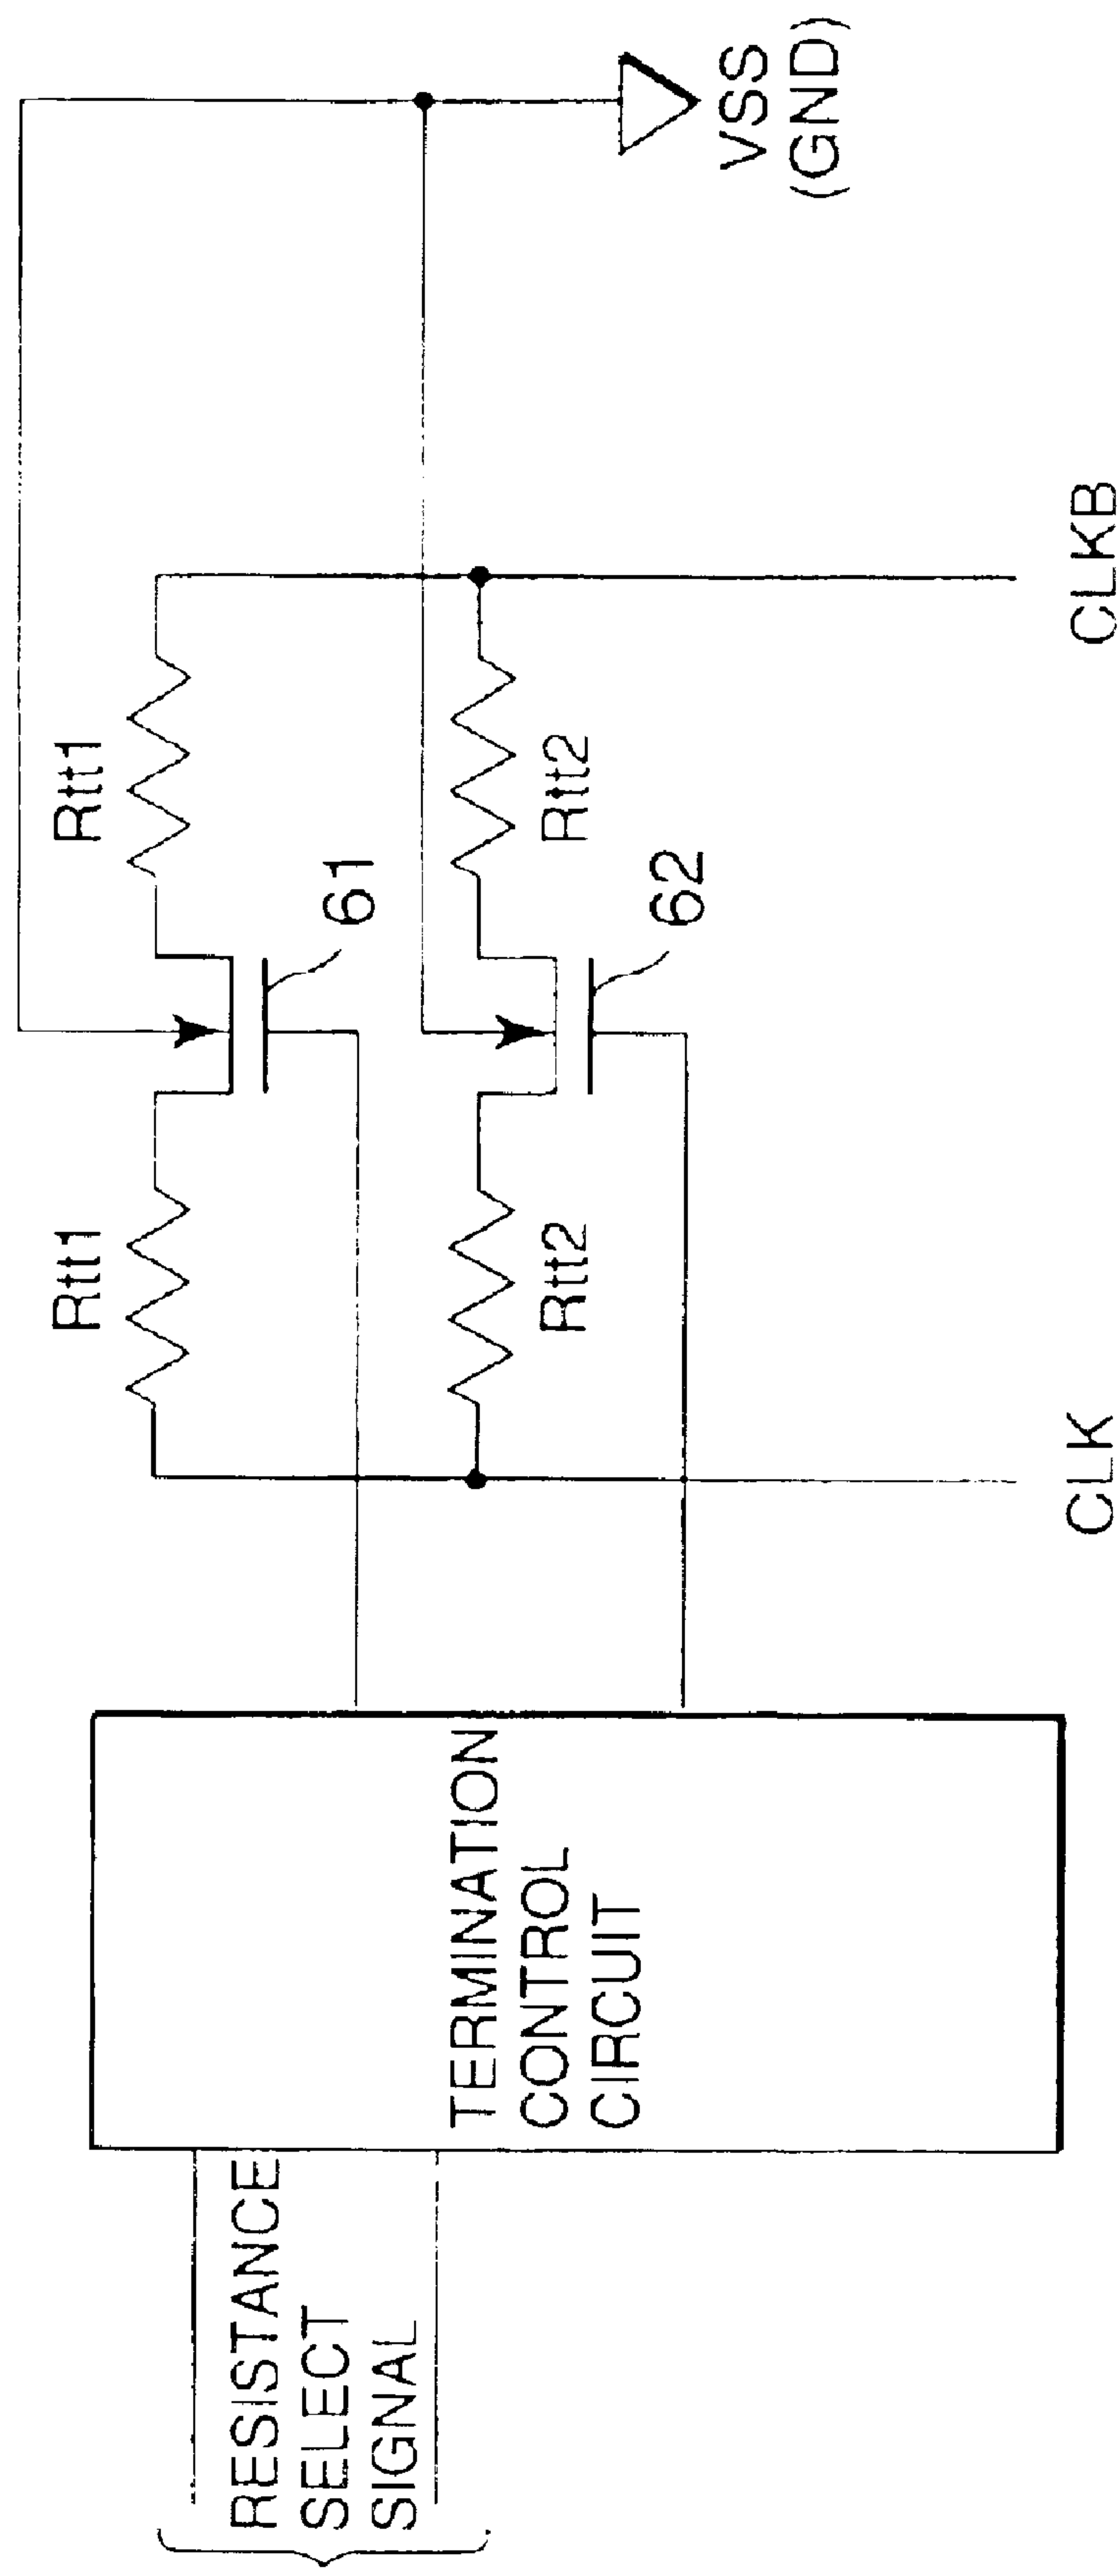 RESISTANCE
SELECT
SIGNAL
TERMINATION
CONTROL
CIRCUIT
Rtt1
Rtt1
61
Rtt2
Rtt2
62
CLK
CLKB
VSS
(GND)